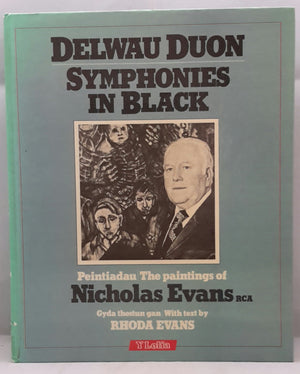 DELWAU DUON
SYMPHONIES
IN BLACK
Peintiadau The paintings of
Nicholas Evans RCA
Gyda thestun gan With text by
RHODA EVANS
Y Lolfa